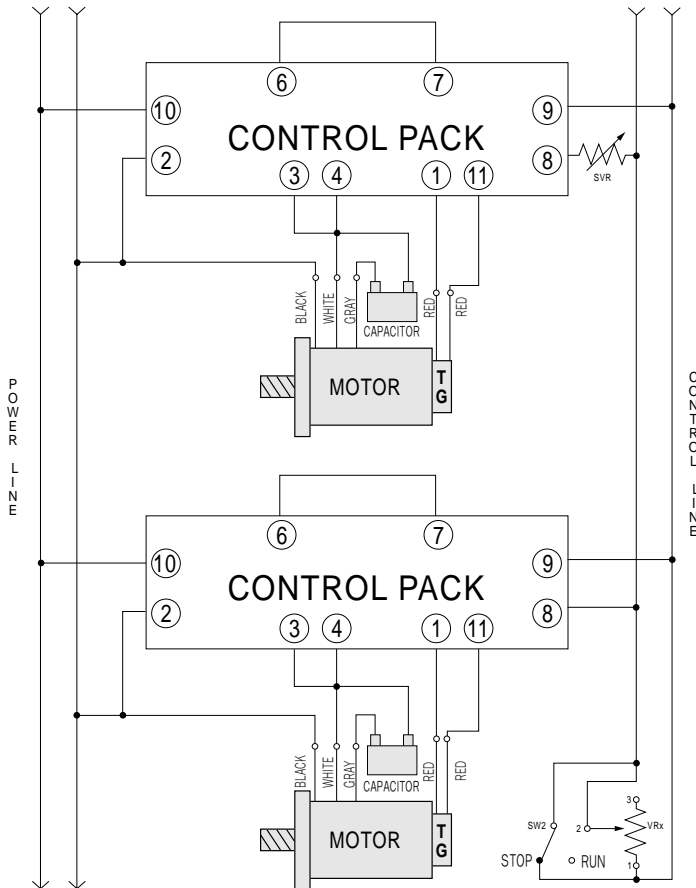 6 7
10 9
CONTROL PACK
2 8
3 4 1 11
SVR
BLACK
WHITE
GRAY
RED
RED
CAPACITOR
MOTOR
TG
POWER LINE
CONTROL LINE
6 7
10 9
CONTROL PACK
2 8
3 4 1 11
BLACK
WHITE
GRAY
RED
RED
CAPACITOR
MOTOR
TG
3
SW2 2 VRx
STOP RUN
1